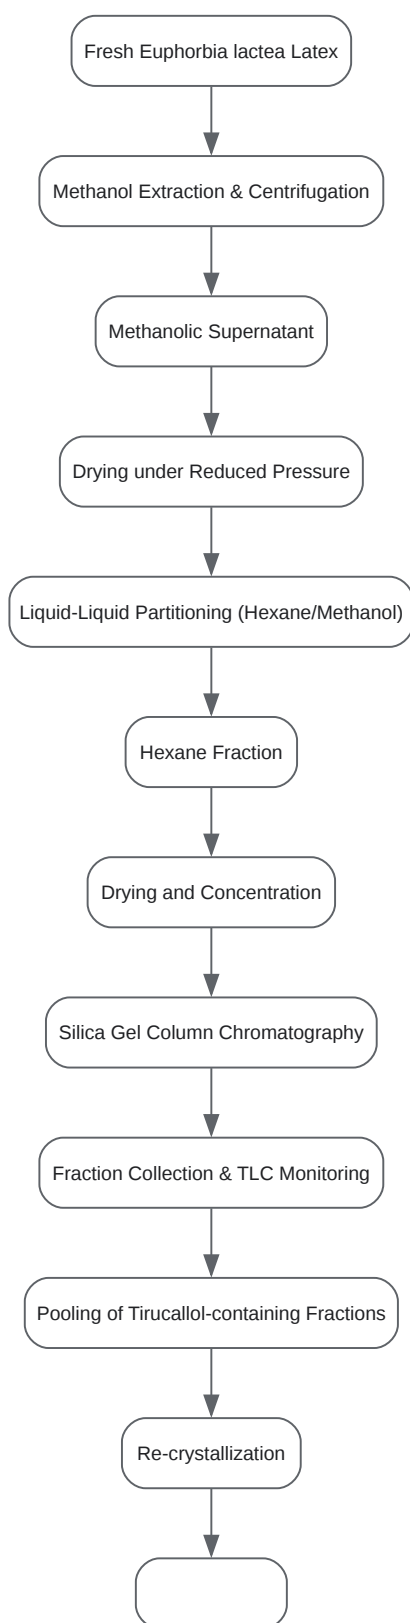 Fresh Euphorbia lactea Latex
Methanol Extraction & Centrifugation
Methanolic Supernatant
Drying under Reduced Pressure
Liquid-Liquid Partitioning (Hexane/Methanol)
Hexane Fraction
Drying and Concentration
Silica Gel Column Chromatography
Fraction Collection & TLC Monitoring
Pooling of Tirucallol-containing Fractions
Re-crystallization